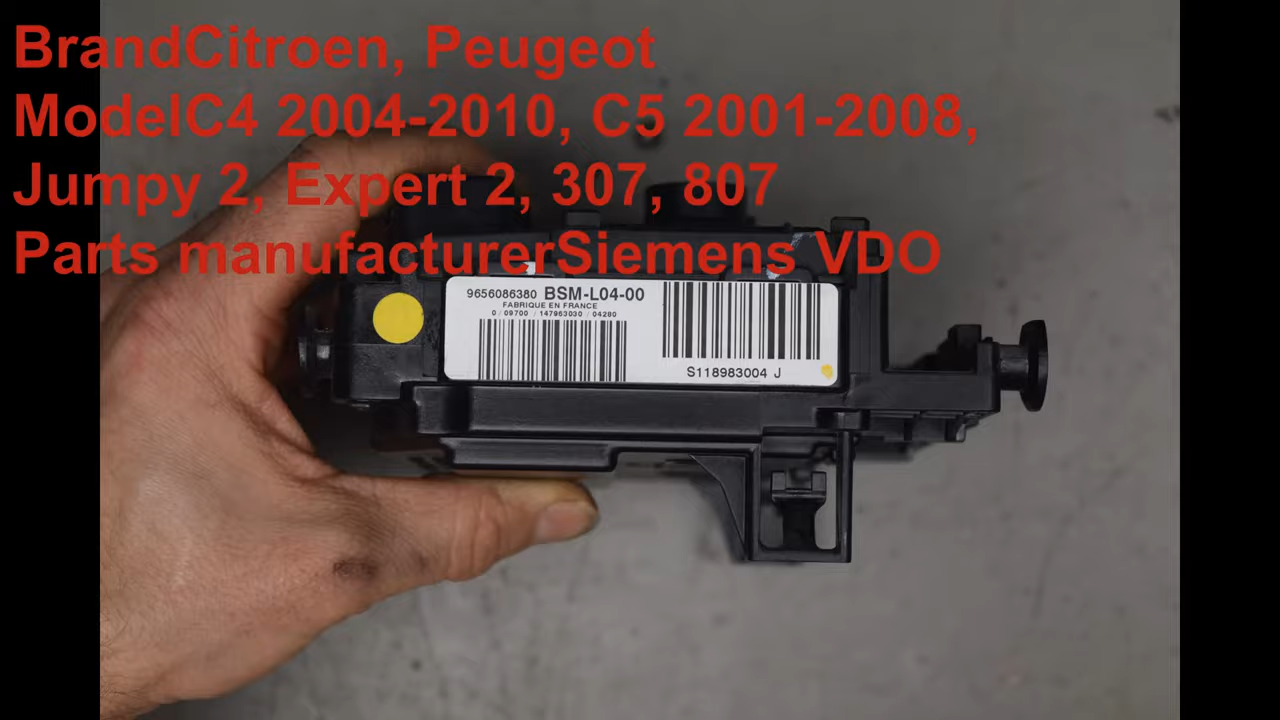 BrandCitroen, Peugeot
ModelC4 2004-2010, C5 2001-2008,
Jumpy 2, Expert 2, 307, 807
Parts manufacturerSiemens VDO
9656086380 BSM-L04-00
FABRIQUE EN FRANCE
0 / 09700 / 147963030 / 04280
S118983004 J